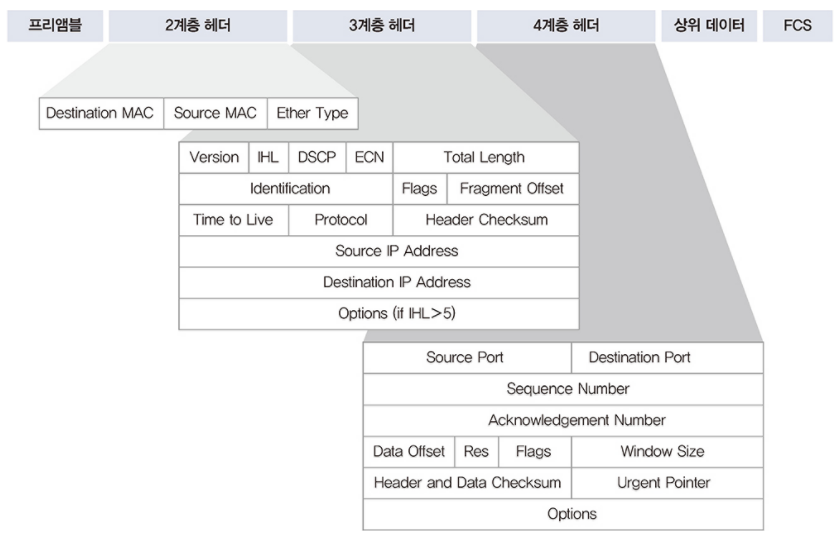 프리앰블 2계층 헤더 3계층 헤더 4계층 헤더 상위 데이터 FCS
Destination MAC Source MAC Ether Type
Version IHL DSCP ECN Total Length
Identification Flags Fragment Offset
Time to Live Protocol Header Checksum
Source IP Address
Destination IP Address
Options (if IHL>5)
Source Port Destination Port
Sequence Number
Acknowledgement Number
Data Offset Res Flags Window Size
Header and Data Checksum Urgent Pointer
Options